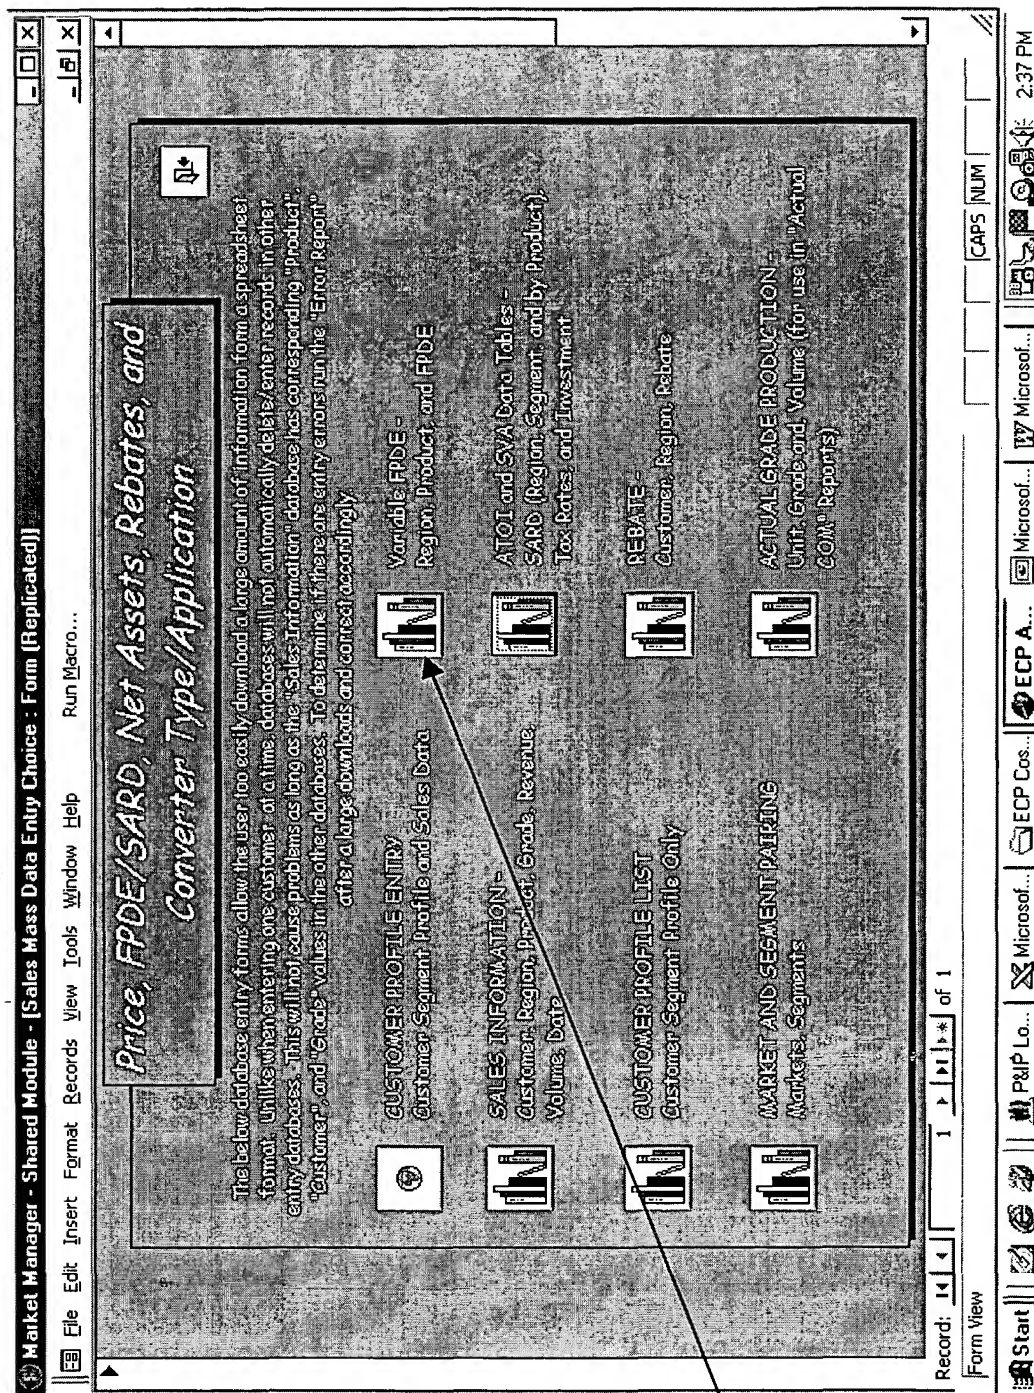 Market Manager - Shared Module - [Sales Mass Data Entry Choice : Form (Replicated)]
File Edit Insert Format Records View Tools Window Help Run Macro...
Price, FPDE/SARD, Net Assets, Rebates, and
Converter Type/Application
The below database entry forms allow the user too easily download a large amount of information form a spreadsheet
format. Unlike when entering one customer at a time, databases will not automatically delete/enter records in other
entry databases. This will not cause problems as long as the "Sales Information" database has corresponding "Product",
"Customer", and "Grade" values in the other databases. To determine if there are entry errors run the "Error Report"
after a large downloads and correct accordingly.
CUSTOMER PROFILE ENTRY
Customer Segment Profile and Sales Data
Variable FPDE -
Region, Product, and FPDE
SALES INFORMATION -
Customer, Region, Product, Grade, Revenue,
Volume, Date
ATOI and SVA Data Tables -
SARD (Region, Segment, and by Product),
Tax Rates, and Investment
CUSTOMER PROFILE LIST
Customer Segment Profile Only
REBATE -
Customer, Region, Rebate
MARKET AND SEGMENT PAIRING
Markets, Segments
ACTUAL GRADE PRODUCTION -
Unit, Grade and, Volume (for use in "Actual
COM" Reports)
Record: 1 of 1
Form View CAPS NUM
Start P&P Lo... Microsof... ECP Cos... ECP A... Microsof... Microsof... 2:37 PM